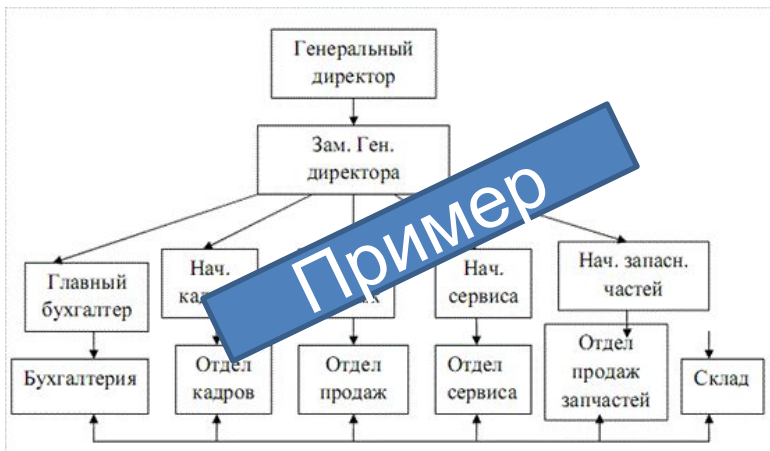 Генеральный
директор
Зам. Ген.
директора
Пример
Главный
бухгалтер
Нач.
Нач.
сервиса
Нач. запасн.
частей
Бухгалтерия
Отдел
кадров
Отдел
продаж
Отдел
сервиса
Отдел
продаж
запчастей
Склад